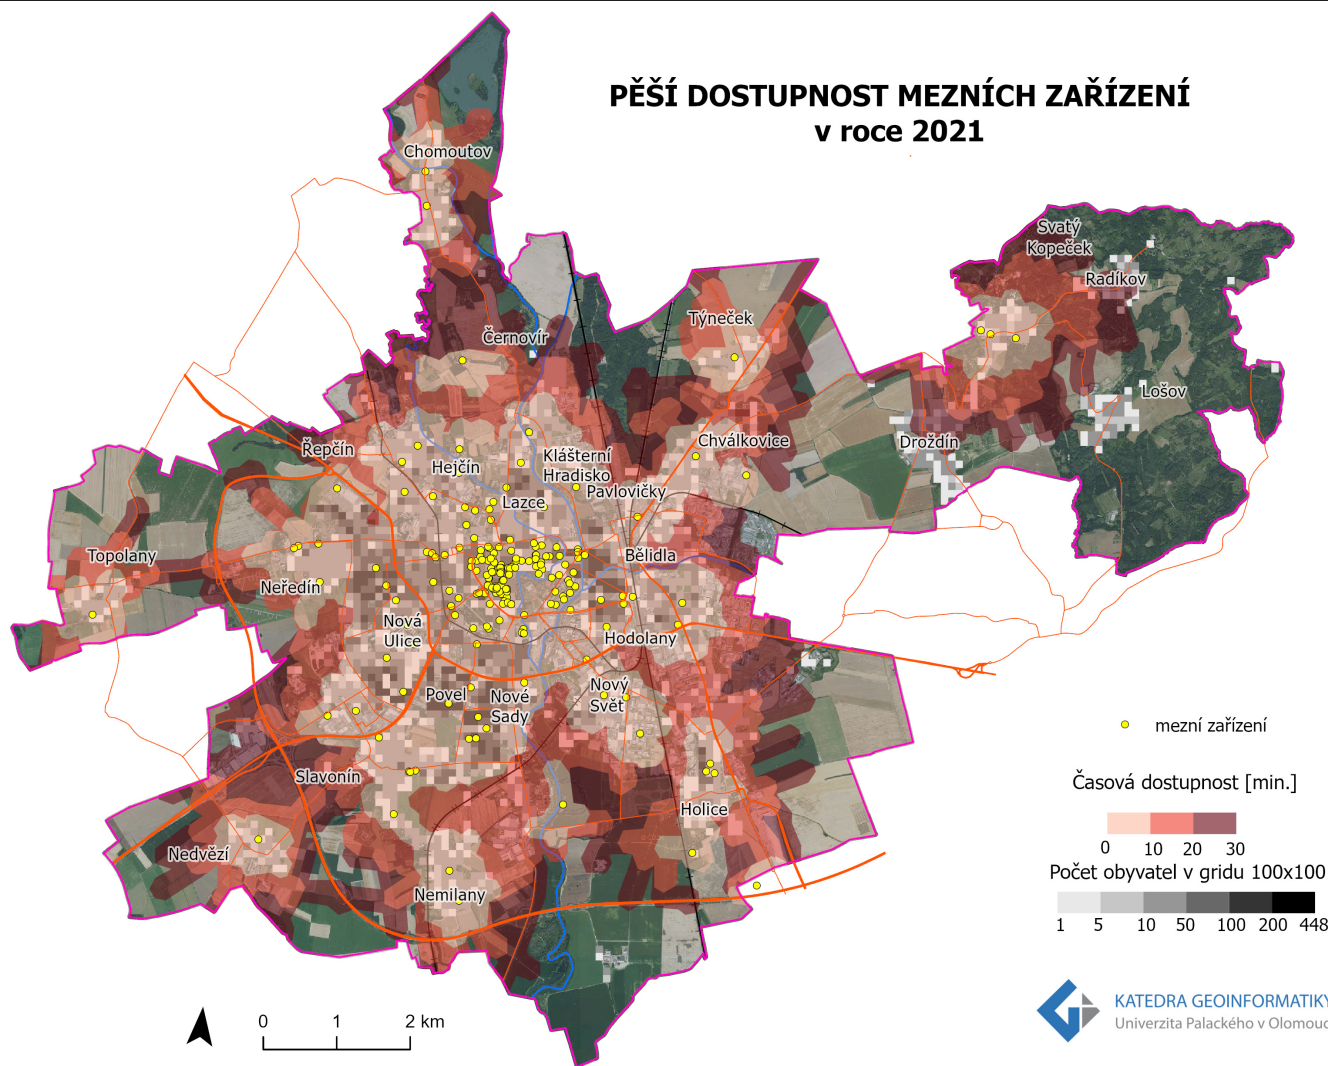 PĚŠÍ DOSTUPNOST MEZNÍCH ZAŘÍZENÍ
v roce 2021
Chomoutov
Svatý
Kopeček
Radíkov
Týneček
Černovír
Lošov
Droždín
Chválkovice
Řepčín
Klášterní
Hradisko
Hejčín
Pavlovičky
Lazce
Topolany
Bělidla
Neředín
Nová
Ulice
Hodolany
Povel
Nové
Sady
Nový
Svět
Slavonín
Holice
Nedvězí
Nemilany
mezní zařízení
Časová dostupnost [min.]
0 10 20 30
Počet obyvatel v gridu 100x100
1 5 10 50 100 200 448
0 1 2 km
KATEDRA GEOINFORMATIKY
Univerzita Palackého v Olomouc